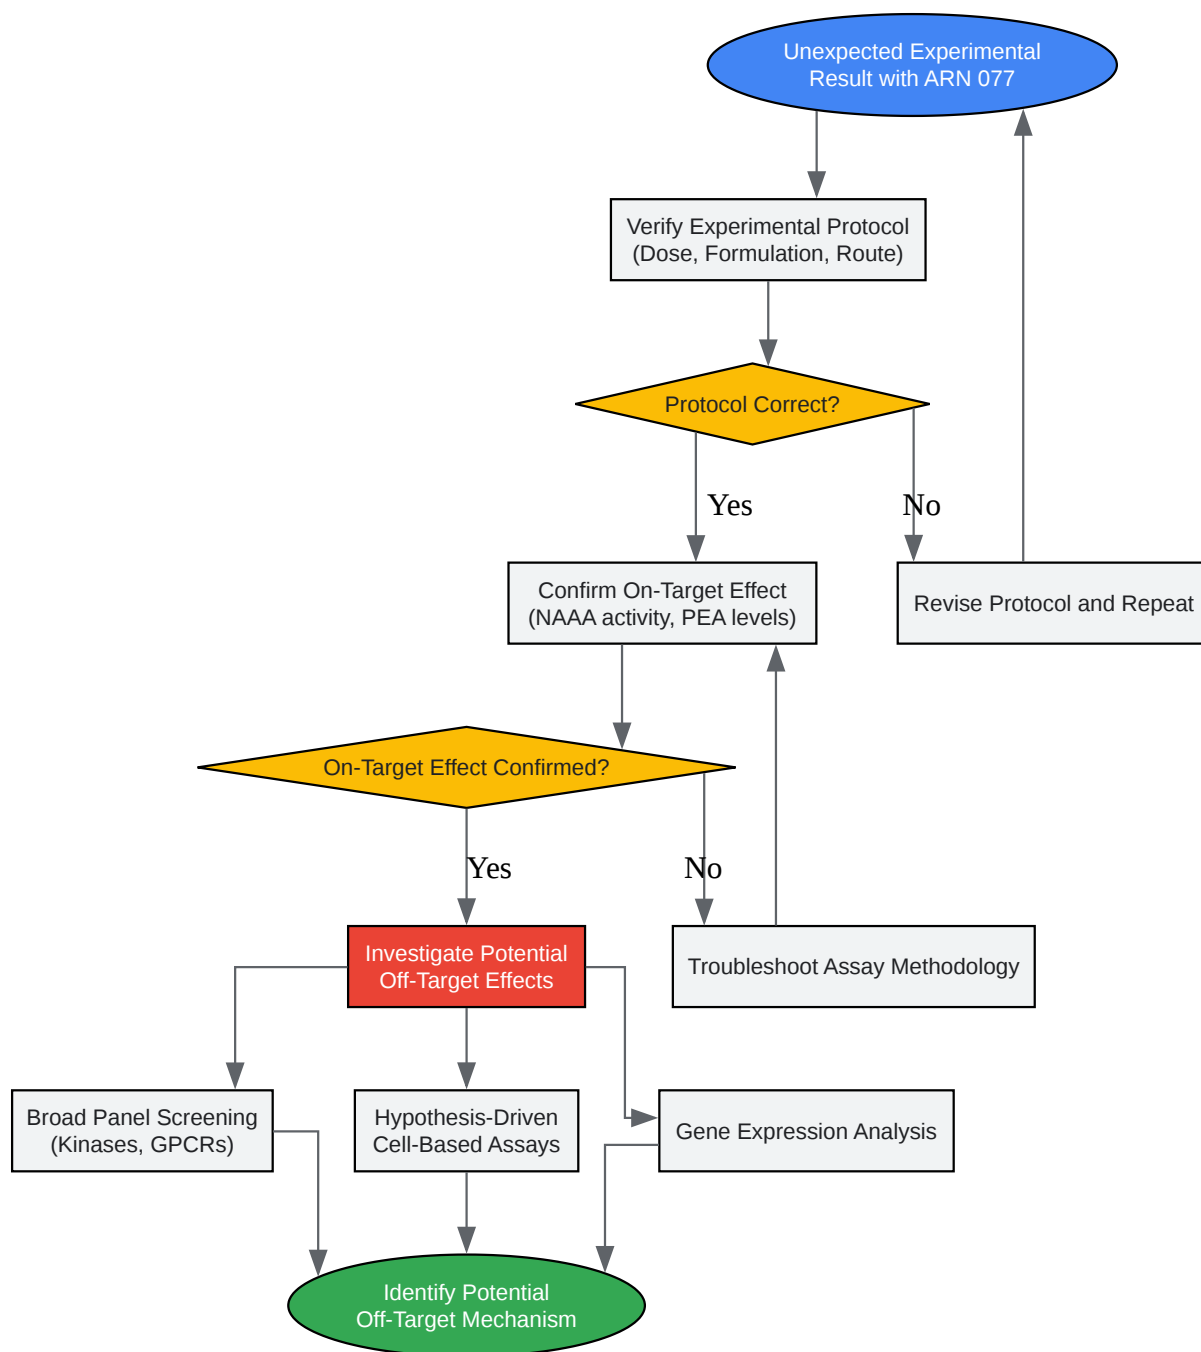 Unexpected Experimental
Result with ARN 077
Verify Experimental Protocol
(Dose, Formulation, Route)
Protocol Correct?
Yes
No
Confirm On-Target Effect
(NAAA activity, PEA levels)
Revise Protocol and Repeat
On-Target Effect Confirmed?
Yes
No
Investigate Potential
Off-Target Effects
Troubleshoot Assay Methodology
Broad Panel Screening
(Kinases, GPCRs)
Hypothesis-Driven
Cell-Based Assays
Gene Expression Analysis
Identify Potential
Off-Target Mechanism